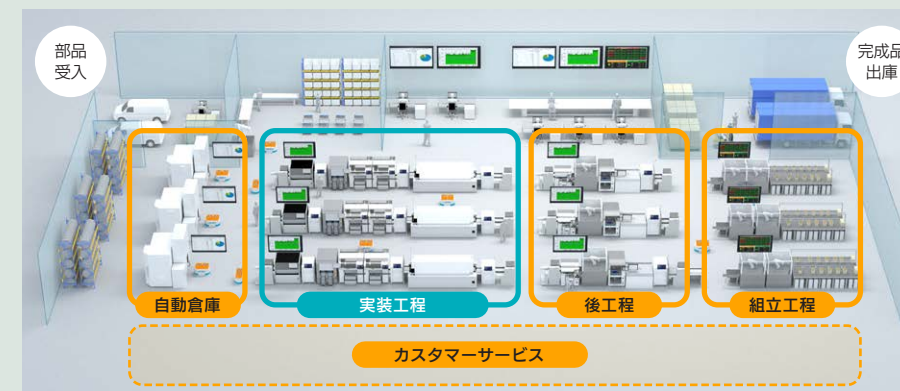 部品
受入
完成品
出庫
自動倉庫
実装工程
後工程
組立工程
カスタマーサービス